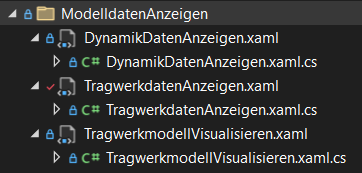 ModelldatenAnzeigen
DynamikDatenAnzeigen.xaml
C# DynamikDatenAnzeigen.xaml.cs
TragwerkdatenAnzeigen.xaml
C# TragwerkdatenAnzeigen.xaml.cs
TragwerkmodellVisualisieren.xaml
C# TragwerkmodellVisualisieren.xaml.cs